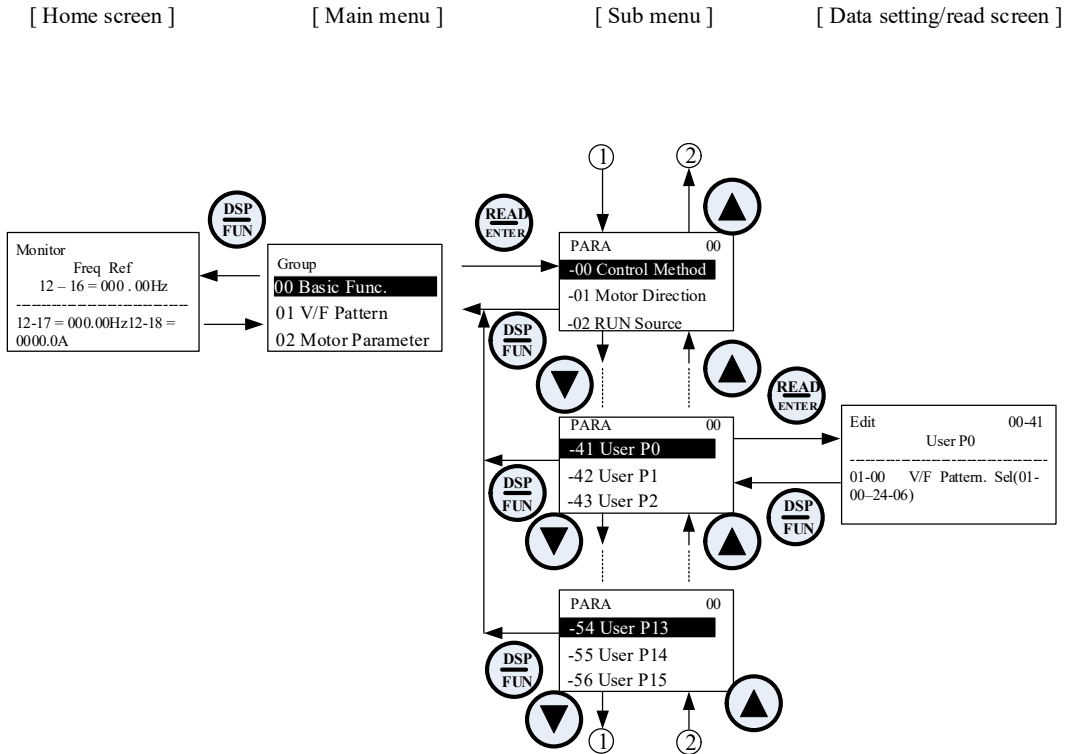 [ Home screen ]
[ Main menu ]
[ Sub menu ]
[ Data setting/read screen ]
1
2
DSP
FUN
READ
ENTER
Monitor
Freq Ref
12 – 16 = 000 . 00Hz
12-17 = 000.00Hz12-18 =
0000.0A
Group
00 Basic Func.
01 V/F Pattern
02 Motor Parameter
PARA 00
-00 Control Method
-01 Motor Direction
-02 RUN Source
DSP
FUN
READ
ENTER
PARA 00
-41 User P0
-42 User P1
-43 User P2
Edit 00-41
User P0
01-00 V/F Pattern. Sel(01-
00–24-06)
DSP
FUN
DSP
FUN
PARA 00
-54 User P13
-55 User P14
-56 User P15
DSP
FUN
1
2